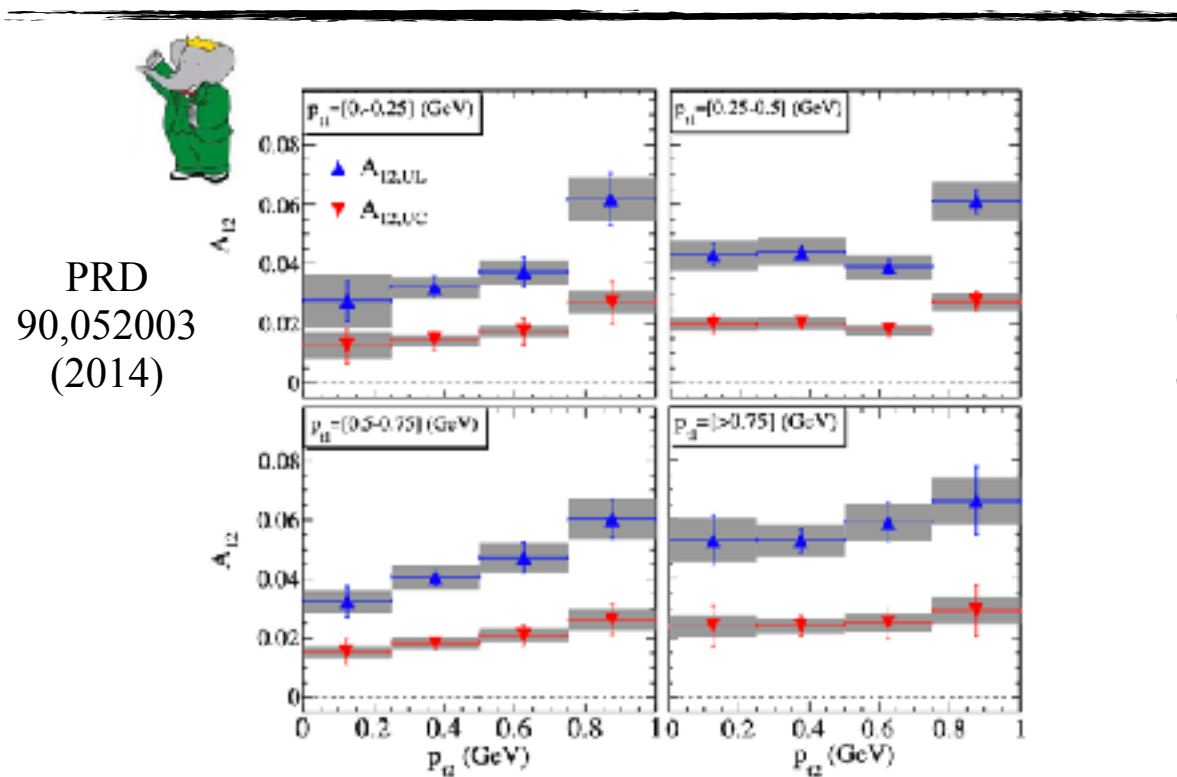 PRD
90,052003
(2014)
p_t1=[0.-0.25] (GeV)
p_t1=[0.25-0.5] (GeV)
A_12,UL
A_12,UC
A_12
0.08
0.06
0.04
0.02
0
p_t1=[0.5-0.75] (GeV)
p_t1=[>0.75] (GeV)
A_12
0.08
0.06
0.04
0.02
0
0 0.2 0.4 0.6 0.8 1
0 0.2 0.4 0.6 0.8 1
p_t2 (GeV)
p_t2 (GeV)